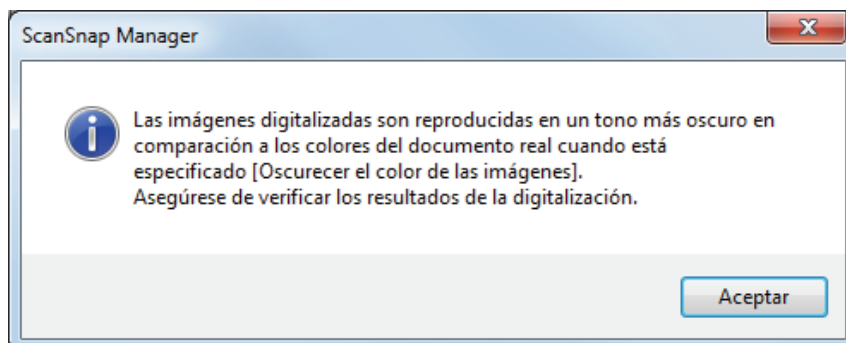 ScanSnap Manager
Las imágenes digitalizadas son reproducidas en un tono más oscuro en
comparación a los colores del documento real cuando está
especificado [Oscurecer el color de las imágenes].
Asegúrese de verificar los resultados de la digitalización.
Aceptar